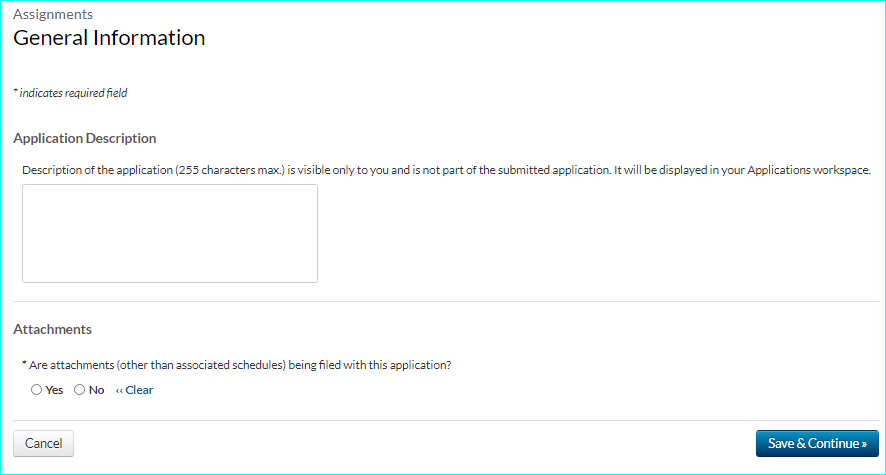 Assignments
General Information
* indicates required field
Application Description
Description of the application (255 characters max.) is visible only to you and is not part of the submitted application. It will be displayed in your Applications workspace.
Attachments
* Are attachments (other than associated schedules) being filed with this application?
Yes No ‹‹ Clear
Cancel Save & Continue »